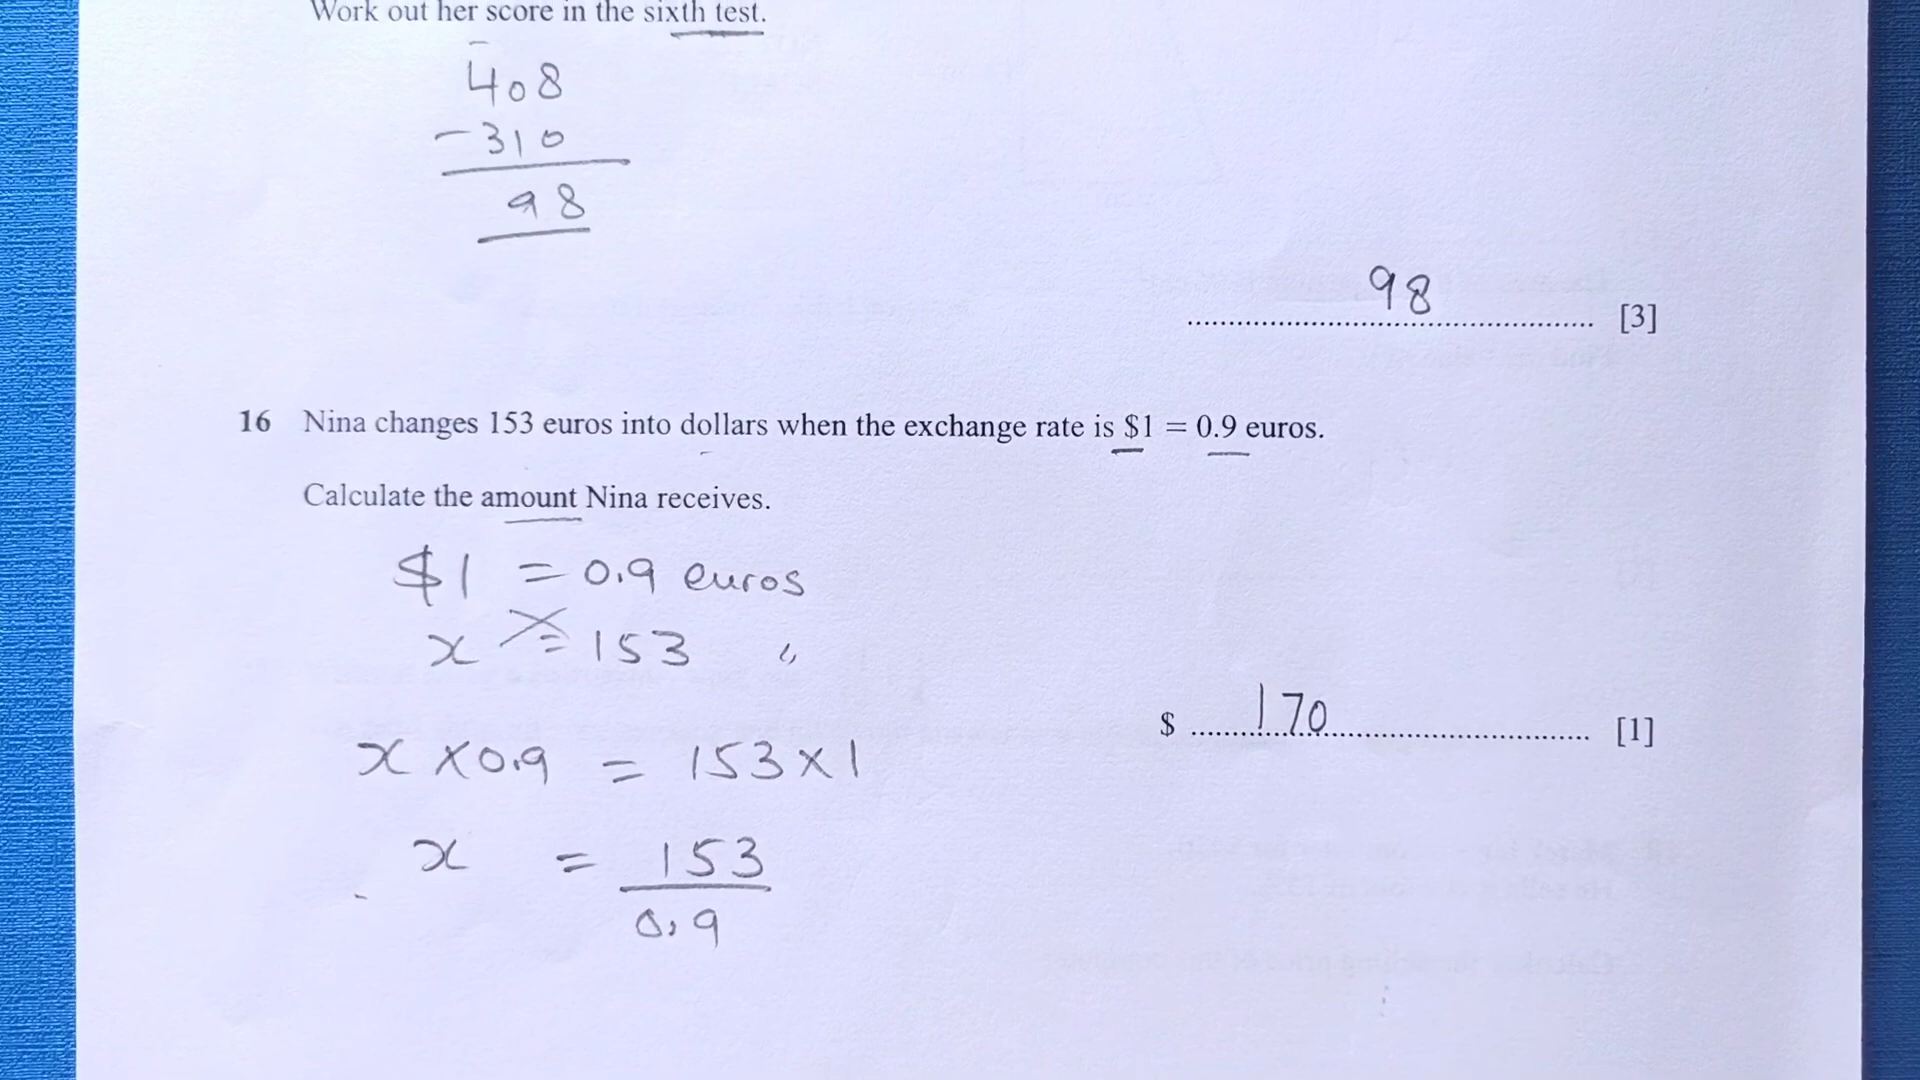 Work out her score in the sixth test.
408
-310
98
98 [3]
16 Nina changes 153 euros into dollars when the exchange rate is $1 = 0.9 euros.
Calculate the amount Nina receives.
$1 = 0.9 euros
x = 153 "
$ 170 [1]
x × 0.9 = 153 × 1
x = 153
0.9